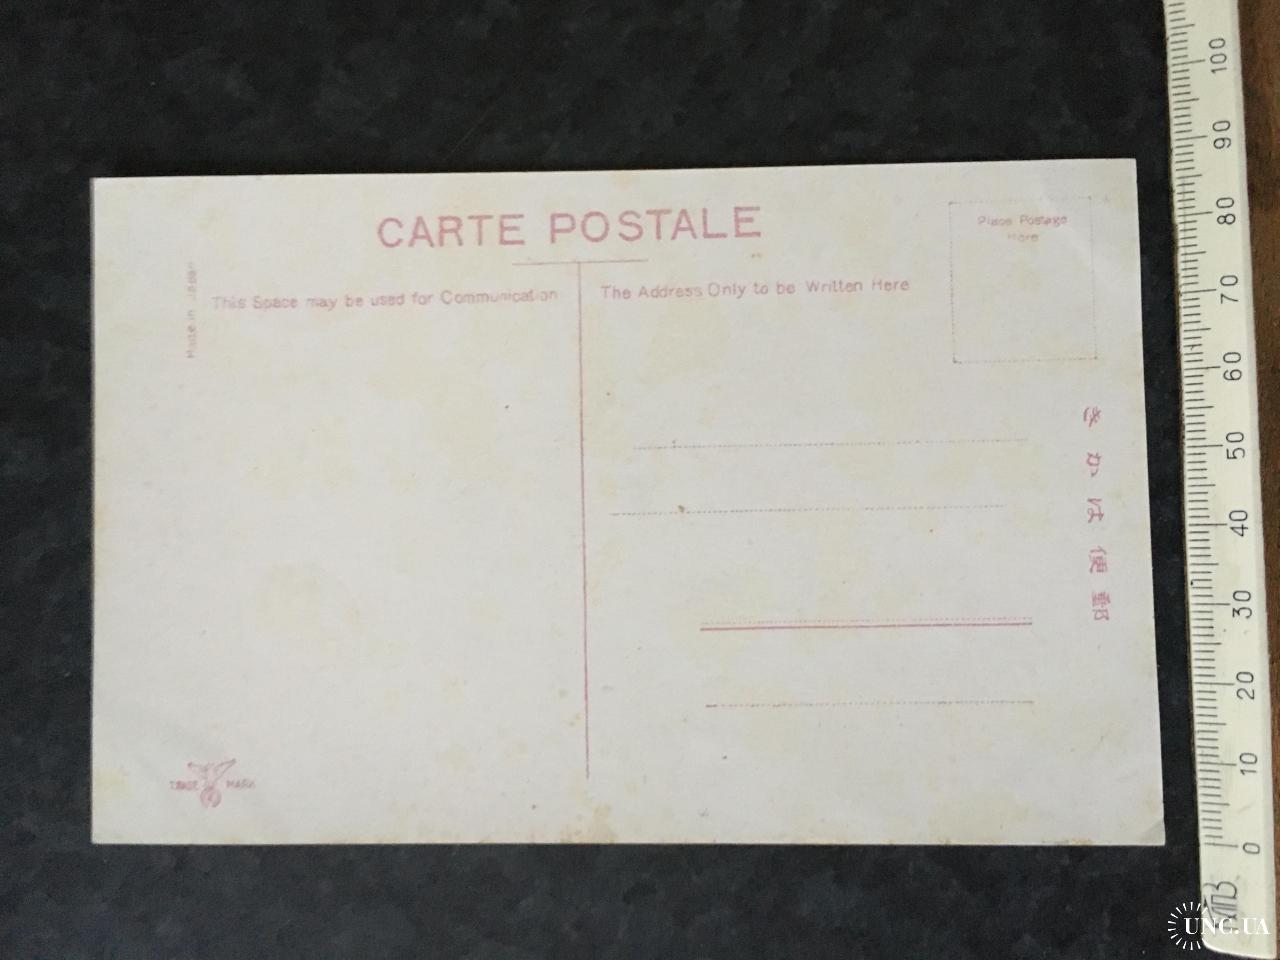 CARTE POSTALE
Place Postage
Here
Made in Japan
This Space may be used for Communication
The Address Only to be Written Here
きかは便郵
TRADE MARK
100
90
80
70
60
50
40
30
20
10
0
UNC.UA